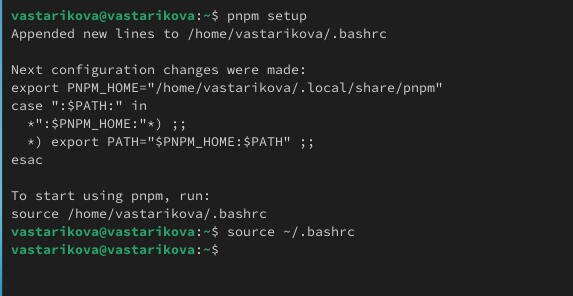 vastarikova@vastarikova:~$ pnpm setup
Appended new lines to /home/vastarikova/.bashrc

Next configuration changes were made:
export PNPM_HOME="/home/vastarikova/.local/share/pnpm"
case ":$PATH:" in
  *":$PNPM_HOME:"*) ;;
  *) export PATH="$PNPM_HOME:$PATH" ;;
esac

To start using pnpm, run:
source /home/vastarikova/.bashrc
vastarikova@vastarikova:~$ source ~/.bashrc
vastarikova@vastarikova:~$